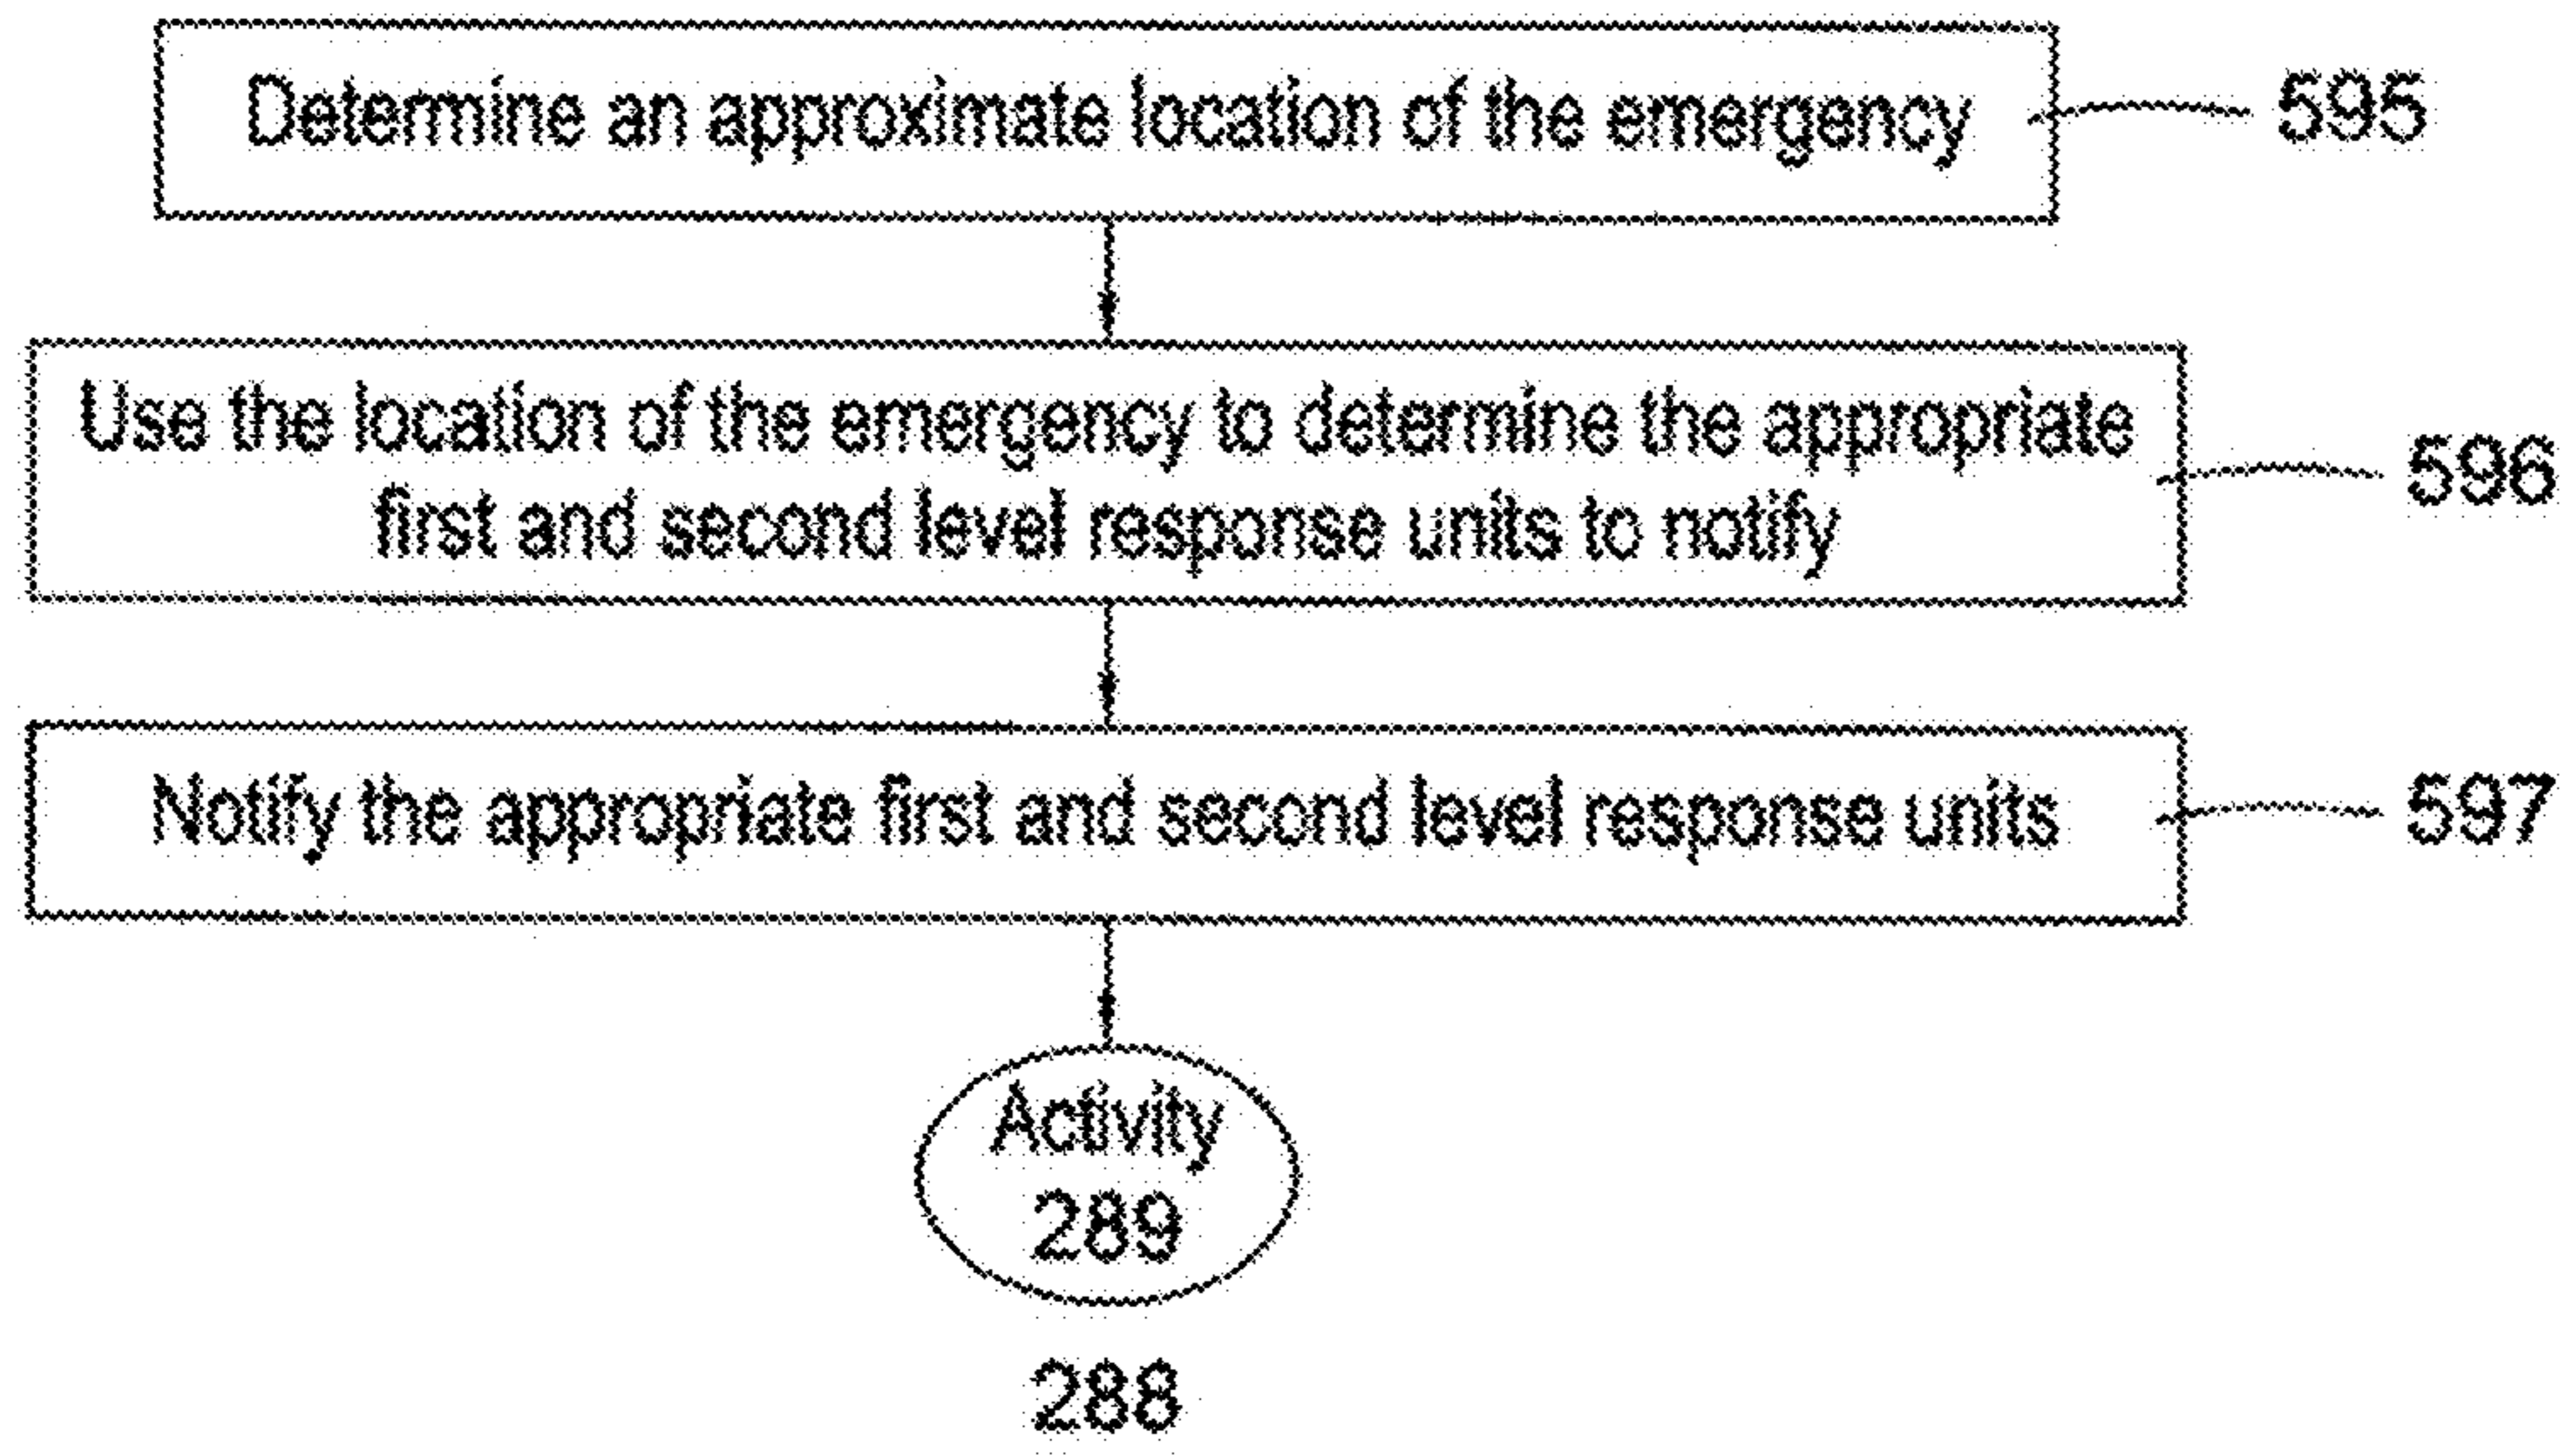 Determine an approximate location of the emergency
595
Use the location of the emergency to determine the appropriate
first and second level response units to notify
596
Notify the appropriate first and second level response units
597
Activity
289
288